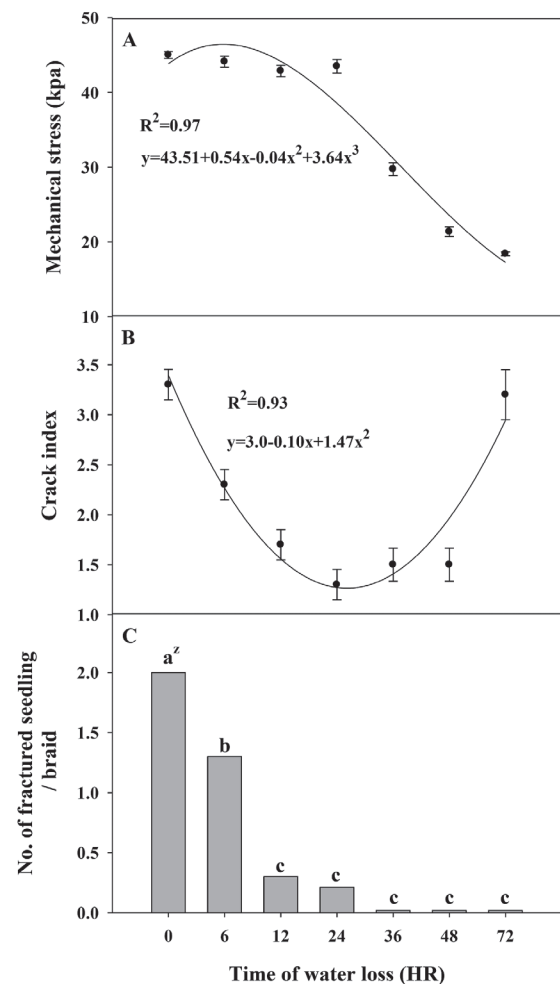 50
A
40
30
20
10
Mechanical stress (kpa)
R²=0.97
y=43.51+0.54x-0.04x²+3.64x³
B
3.5
3.0
2.5
2.0
1.5
1.0
Crack index
R²=0.93
y=3.0-0.10x+1.47x²
C
2.0
1.5
1.0
0.5
0.0
No. of fractured seedling
/ braid
aᶻ
b
c
c
c
c
c
0 6 12 24 36 48 72
Time of water loss (HR)